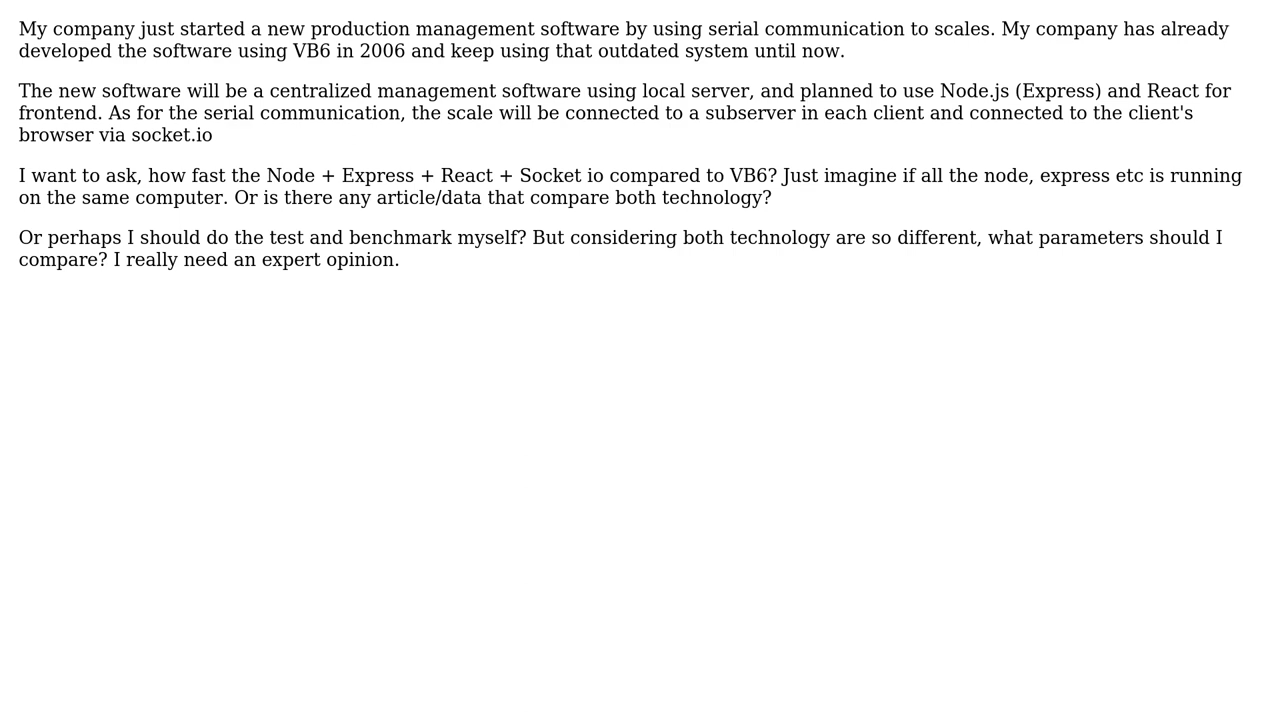 My company just started a new production management software by using serial communication to scales. My company has already
developed the software using VB6 in 2006 and keep using that outdated system until now.
The new software will be a centralized management software using local server, and planned to use Node.js (Express) and React for
frontend. As for the serial communication, the scale will be connected to a subserver in each client and connected to the client's
browser via socket.io
I want to ask, how fast the Node + Express + React + Socket io compared to VB6? Just imagine if all the node, express etc is running
on the same computer. Or is there any article/data that compare both technology?
Or perhaps I should do the test and benchmark myself? But considering both technology are so different, what parameters should I
compare? I really need an expert opinion.